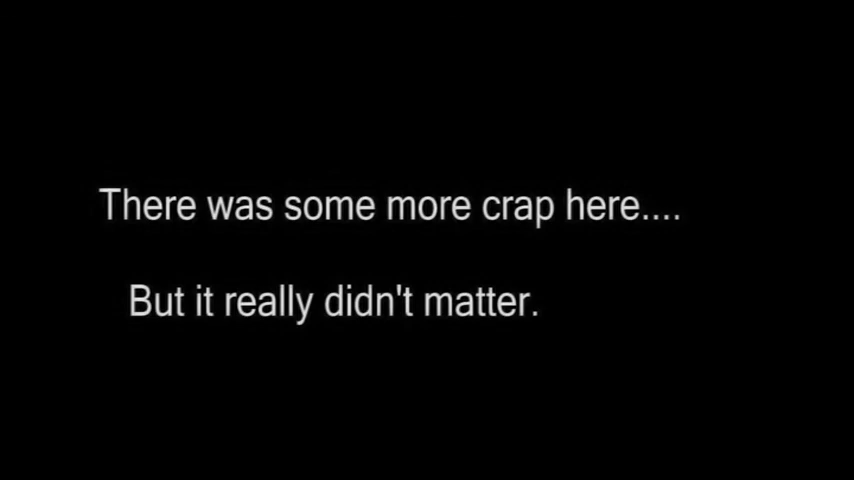 There was some more crap here....
But it really didn't matter.